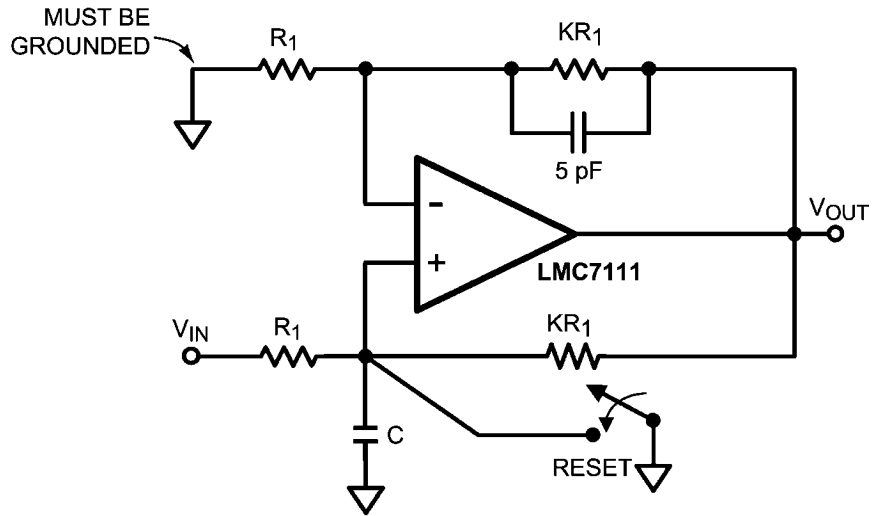 MUST BE
GROUNDED
R1
KR1
5 pF
-
+
LMC7111
VOUT
VIN
R1
KR1
C
RESET